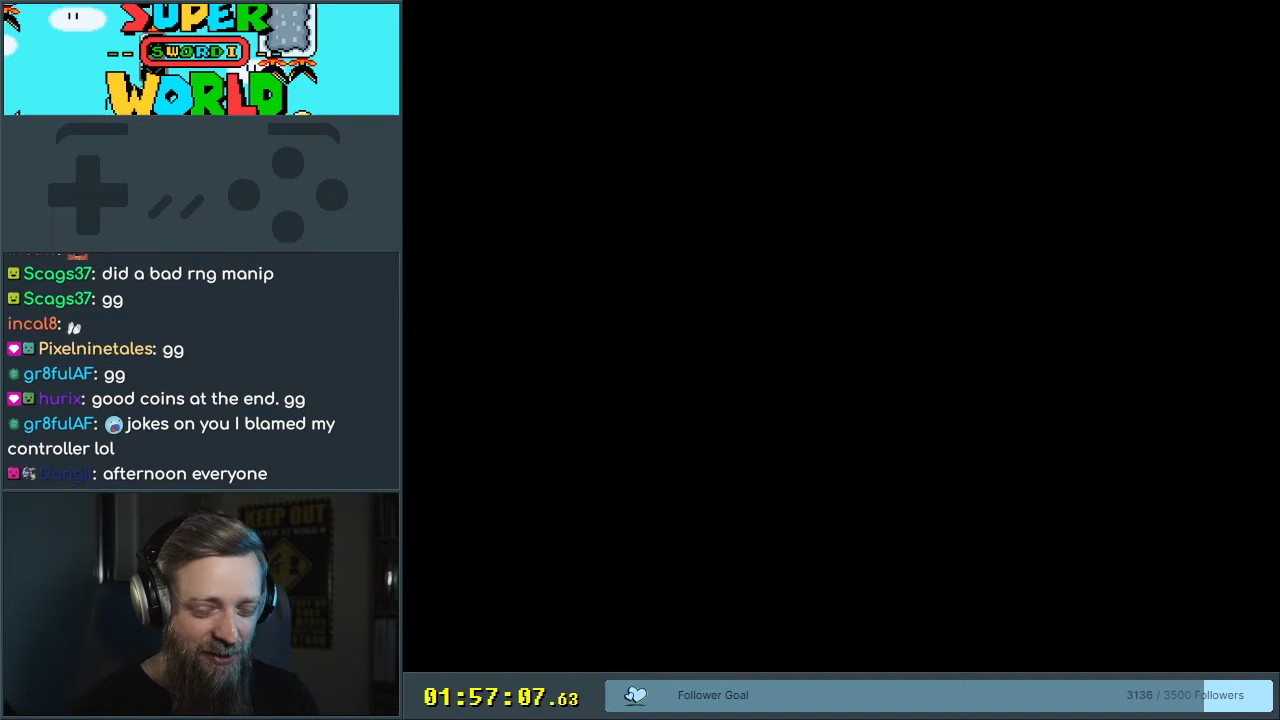 SUPER
-- SWORDI --
WORLD
Scags37: did a bad rng manip
Scags37: gg
incal8:
Pixelninetales: gg
gr8fulAF: gg
hurix: good coins at the end. gg
gr8fulAF: jokes on you I blamed my
controller lol
Dangii: afternoon everyone
KEEP OUT
01:57:07.63
Follower Goal
3136 / 3500 Followers